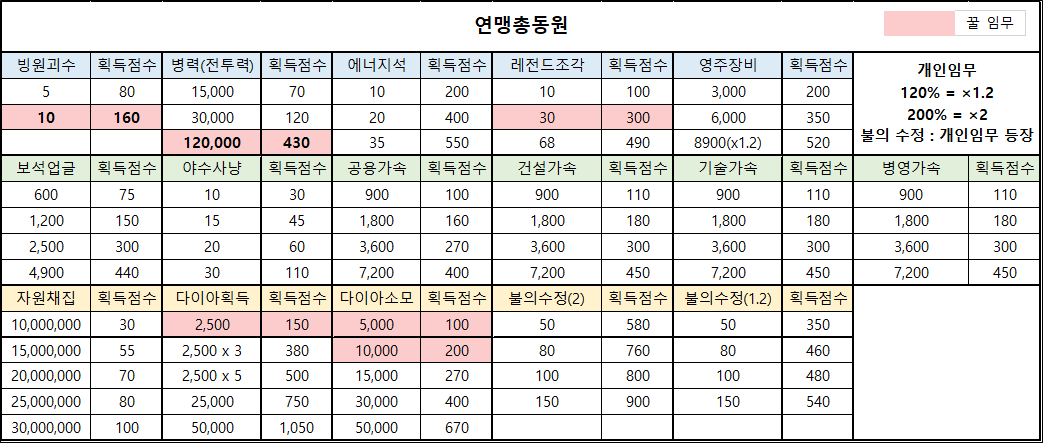 연맹총동원
꿀 임무
빙원괴수 획득점수 병력(전투력) 획득점수 에너지석 획득점수 레전드조각 획득점수 영주장비 획득점수
개인임무
120% = ×1.2
200% = ×2
불의 수정 : 개인임무 등장
5 80 15,000 70 10 200 10 100 3,000 200
10 160 30,000 120 20 400 30 300 6,000 350
120,000 430 35 550 68 490 8900(x1.2) 520
보석업글 획득점수 야수사냥 획득점수 공용가속 획득점수 건설가속 획득점수 기술가속 획득점수 병영가속 획득점수
600 75 10 30 900 100 900 110 900 110 900 110
1,200 150 15 45 1,800 160 1,800 180 1,800 180 1,800 180
2,500 300 20 60 3,600 270 3,600 300 3,600 300 3,600 300
4,900 440 30 110 7,200 400 7,200 450 7,200 450 7,200 450
자원채집 획득점수 다이아획득 획득점수 다이아소모 획득점수 불의수정(2) 획득점수 불의수정(1.2) 획득점수
10,000,000 30 2,500 150 5,000 100 50 580 50 350
15,000,000 55 2,500 x 3 380 10,000 200 80 760 80 460
20,000,000 70 2,500 x 5 500 15,000 270 100 800 100 480
25,000,000 80 25,000 750 30,000 400 150 900 150 540
30,000,000 100 50,000 1,050 50,000 670